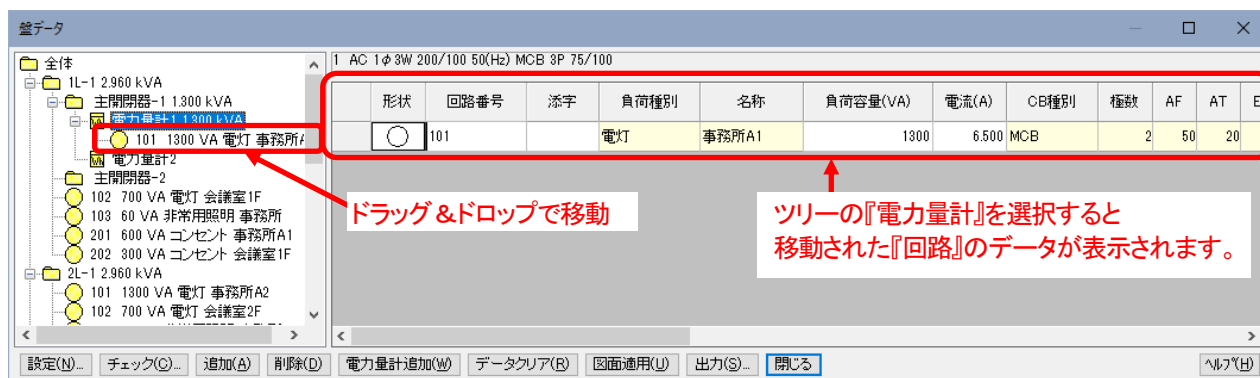 盤データ
全体
1L-1 2.960 kVA
主開閉器-1 1.300 kVA
電力量計1 1.300 kVA
101 1300 VA 電灯 事務所
電力量計2
主開閉器-2
102 700 VA 電灯 会議室1F
103 60 VA 非常用照明 事務所
201 600 VA コンセント 事務所A1
202 300 VA コンセント 会議室1F
2L-1 2.960 kVA
101 1300 VA 電灯 事務所A2
102 700 VA 電灯 会議室2F
1 AC 1φ3W 200/100 50(Hz) MCB 3P 75/100
形状 回路番号 添字 負荷種別 名称 負荷容量(VA) 電流(A) CB種別 極数 AF AT E
101 電灯 事務所A1 1300 6.500 MCB 2 50 20
ドラッグ&ドロップで移動
ツリーの『電力量計』を選択すると
移動された『回路』のデータが表示されます。
設定(N)... チェック(C)... 追加(A) 削除(D) 電力量計追加(W) データクリア(R) 図面適用(U) 出力(S)... 閉じる ヘルプ(H)